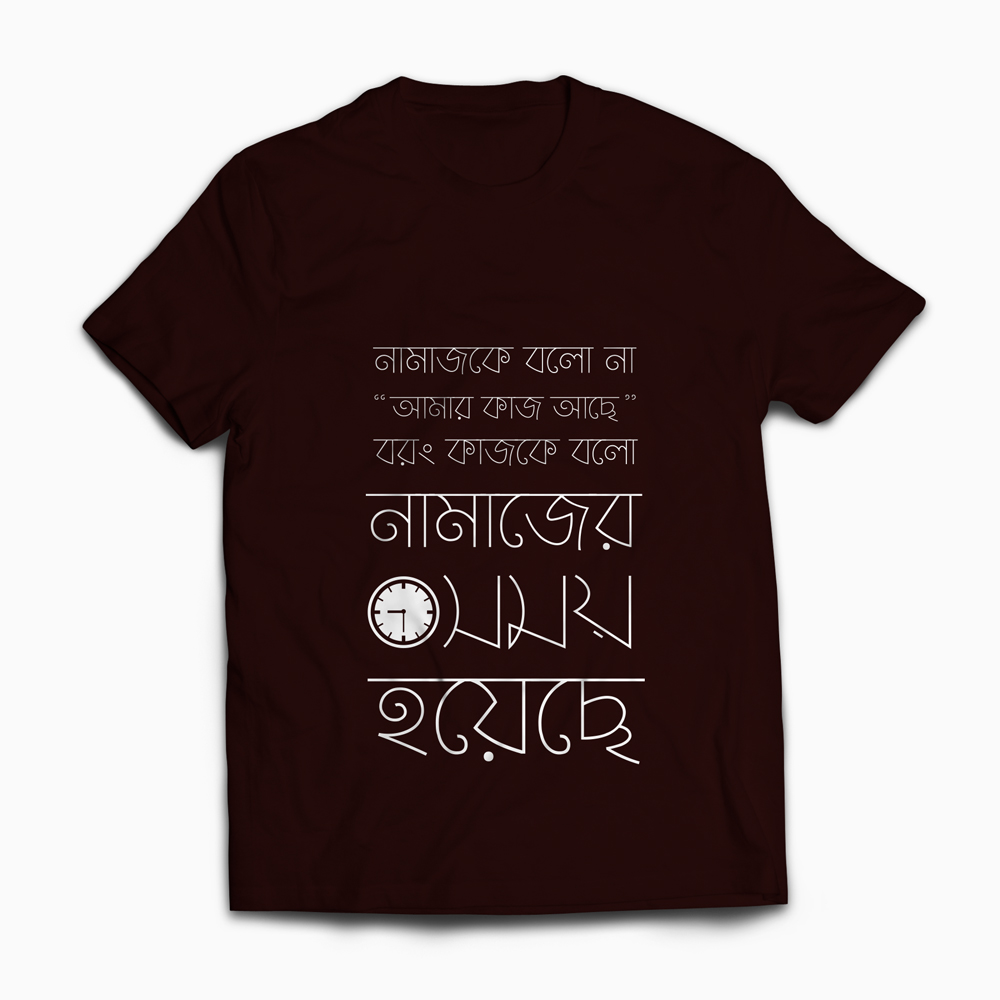 নামাজকে বলো না
“আমার কাজ আছে”
বরং কাজকে বলো
নামাজের
সময়
হয়েছে